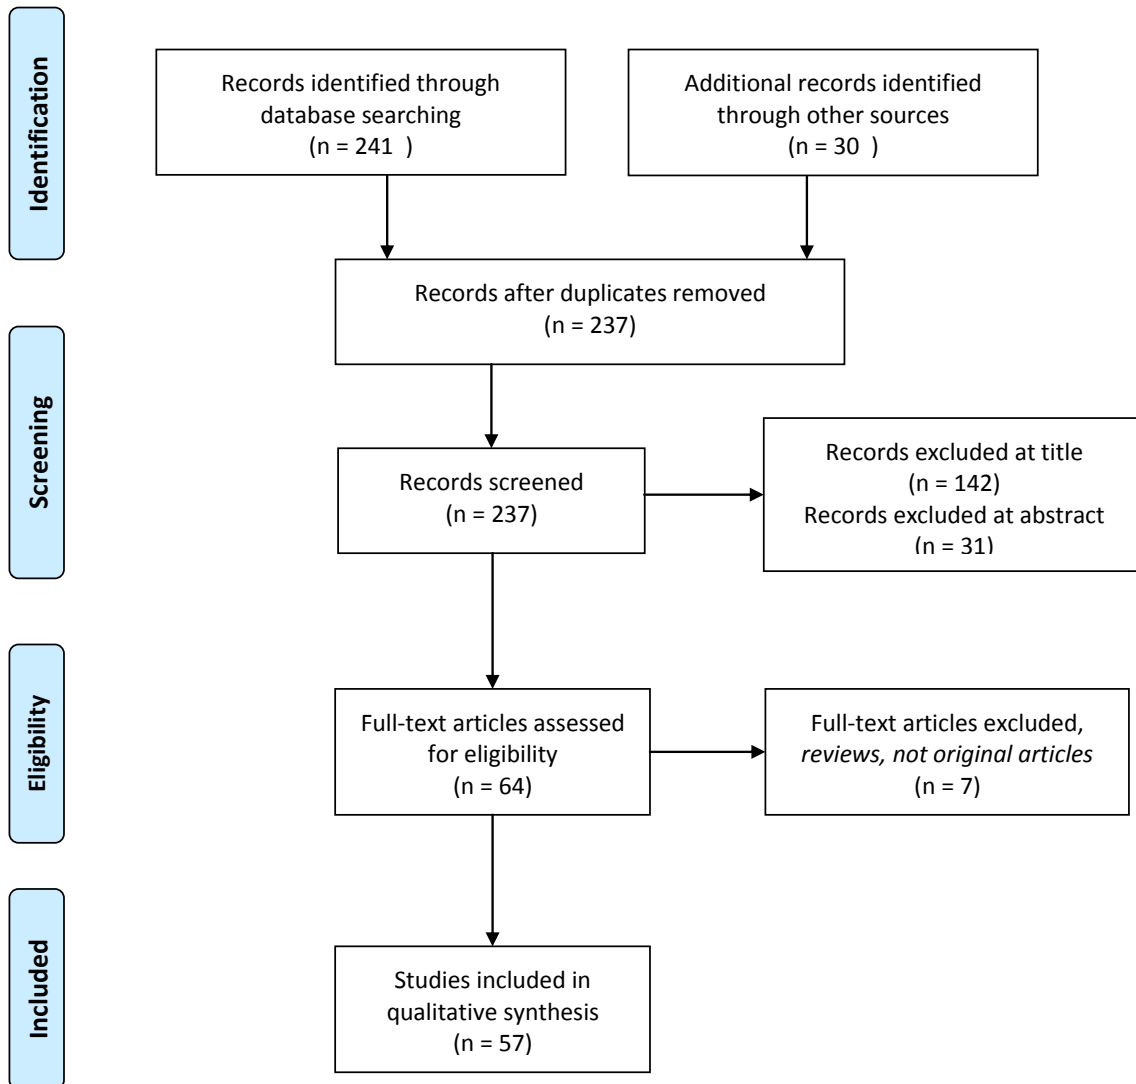 Identification
Records identified through
database searching
(n = 241  )
Additional records identified
through other sources
(n = 30  )
Records after duplicates removed
(n = 237)
Screening
Records screened
(n = 237)
Records excluded at title
(n = 142)
Records excluded at abstract
(n = 31)
Eligibility
Full-text articles assessed
for eligibility
(n = 64)
Full-text articles excluded,
reviews, not original articles
(n = 7)
Included
Studies included in
qualitative synthesis
(n = 57)